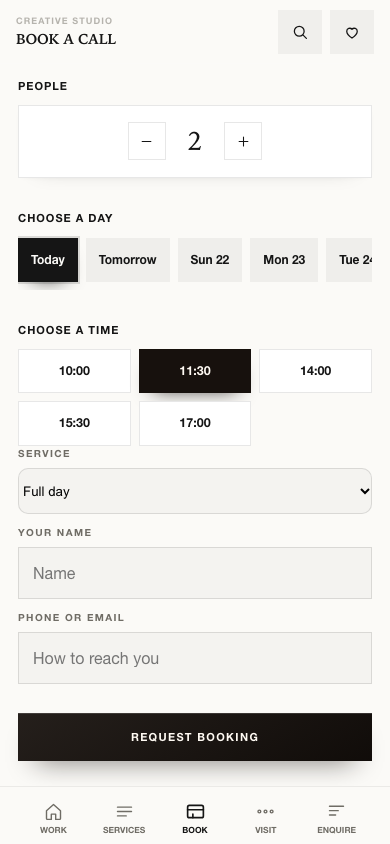 CREATIVE STUDIO
BOOK A CALL
PEOPLE
− 2 +
CHOOSE A DAY
Today Tomorrow Sun 22 Mon 23 Tue 24
CHOOSE A TIME
10:00 11:30 14:00
15:30 17:00
SERVICE
Full day
YOUR NAME
Name
PHONE OR EMAIL
How to reach you
REQUEST BOOKING
WORK SERVICES BOOK VISIT ENQUIRE